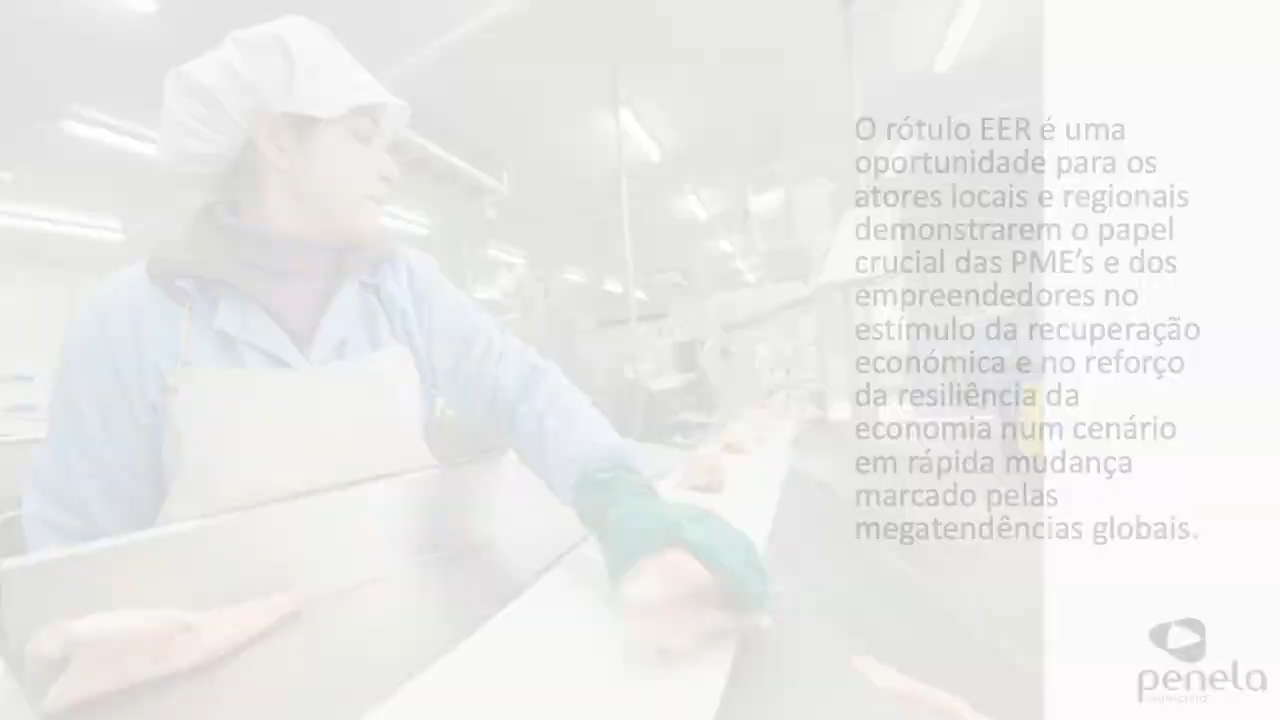 O rótulo EER é uma
oportunidade para os
atores locais e regionais
demonstrarem o papel
crucial das PME’s e dos
empreendedores no
estímulo da recuperação
económica e no reforço
da resiliência da
economia num cenário
em rápida mudança
marcado pelas
megatendências globais.
penela